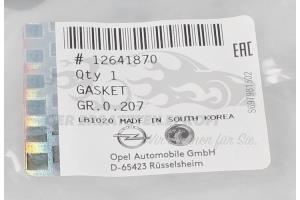 # 12641870
EAC
Qty 1
GASKET
GR.0.207
LB1020 MADE IN SOUTH KOREA
Opel Automobile GmbH
D-65423 Rüsselsheim